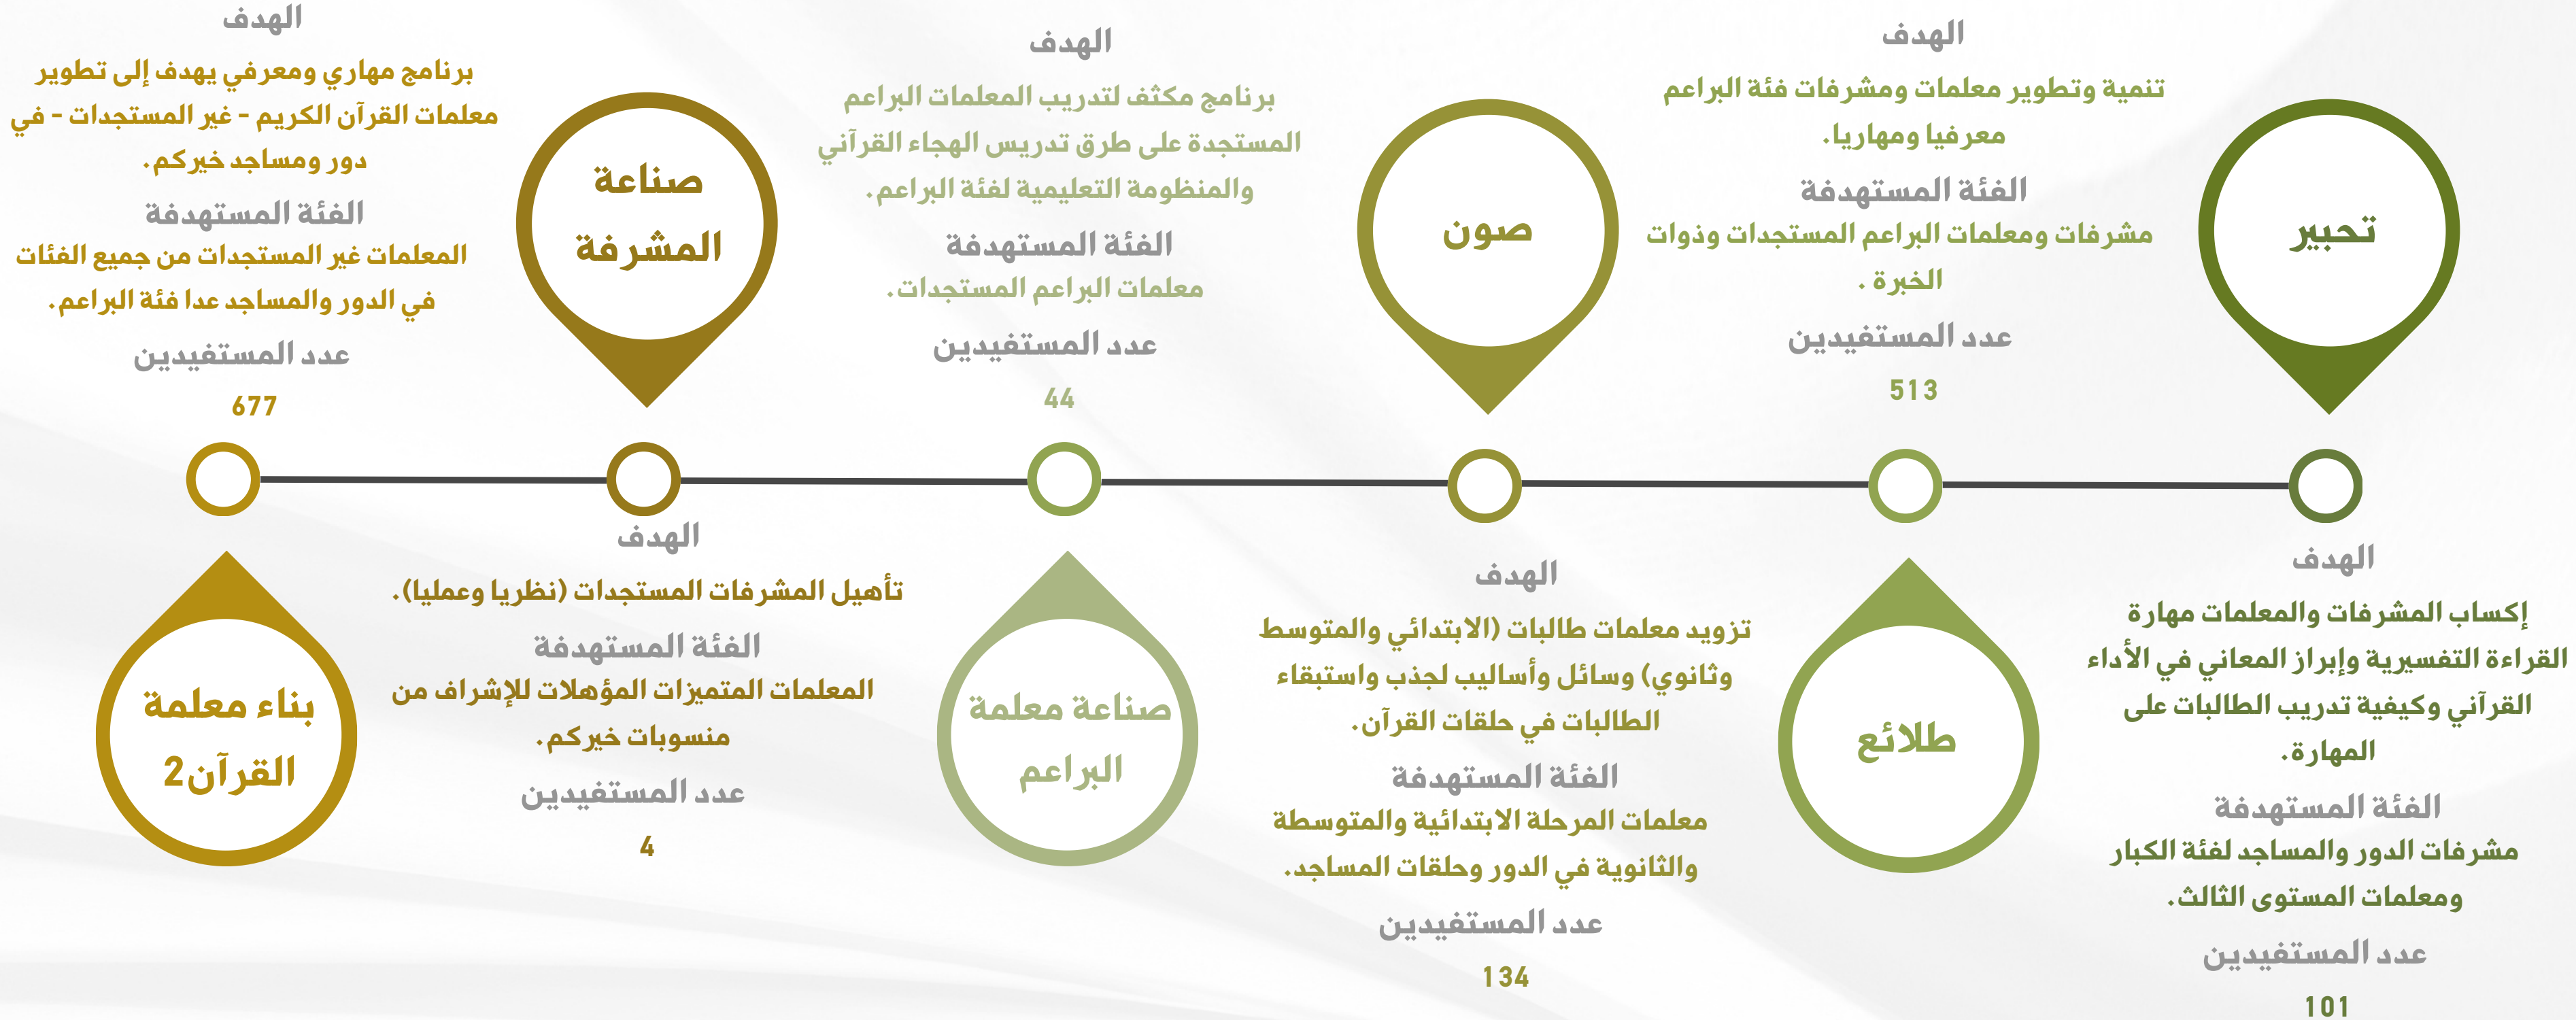 تحبير
الهدف
إكساب المشرفات والمعلمات مهارة
القراءة التفسيرية وإبراز المعاني في الأداء
القرآني وكيفية تدريب الطالبات على
المهارة.
الفئة المستهدفة
مشرفات الدور والمساجد لفئة الكبار
ومعلمات المستوى الثالث.
عدد المستفيدين
101
طلائع
الهدف
تنمية وتطوير معلمات ومشرفات فئة البراعم
معرفيا ومهاريا.
الفئة المستهدفة
مشرفات ومعلمات البراعم المستجدات وذوات
الخبرة .
عدد المستفيدين
513
صون
الهدف
تزويد معلمات طالبات (الابتدائي والمتوسط
وثانوي) وسائل وأساليب لجذب واستبقاء
الطالبات في حلقات القرآن.
الفئة المستهدفة
معلمات المرحلة الابتدائية والمتوسطة
والثانوية في الدور وحلقات المساجد.
عدد المستفيدين
134
صناعة معلمة
البراعم
الهدف
برنامج مكثف لتدريب المعلمات البراعم
المستجدة على طرق تدريس الهجاء القرآني
والمنظومة التعليمية لفئة البراعم.
الفئة المستهدفة
معلمات البراعم المستجدات.
عدد المستفيدين
44
صناعة
المشرفة
الهدف
تأهيل المشرفات المستجدات (نظريا وعمليا).
الفئة المستهدفة
المعلمات المتميزات المؤهلات للإشراف من
منسوبات خيركم.
عدد المستفيدين
4
بناء معلمة
القرآن2
الهدف
برنامج مهاري ومعرفي يهدف إلى تطوير
معلمات القرآن الكريم - غير المستجدات - في
دور ومساجد خيركم.
الفئة المستهدفة
المعلمات غير المستجدات من جميع الفئات
في الدور والمساجد عدا فئة البراعم.
عدد المستفيدين
677